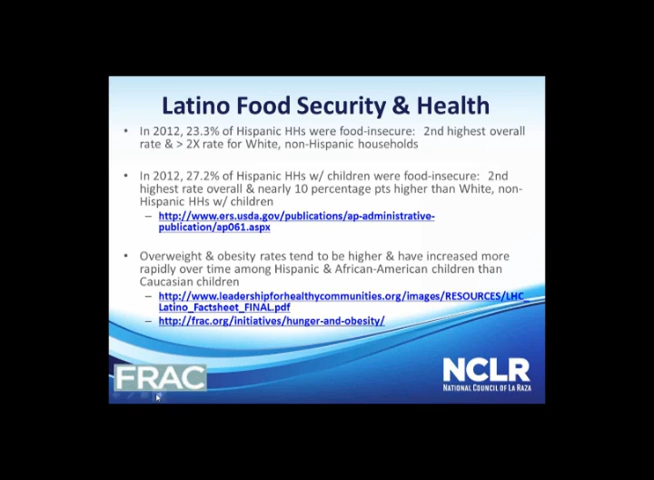 Latino Food Security & Health
• In 2012, 23.3% of Hispanic HHs were food-insecure: 2nd highest overall
rate & > 2X rate for White, non-Hispanic households
• In 2012, 27.2% of Hispanic HHs w/ children were food-insecure: 2nd
highest rate overall & nearly 10 percentage pts higher than White, non-
Hispanic HHs w/ children
– http://www.ers.usda.gov/publications/ap-administrative-
publication/ap061.aspx
• Overweight & obesity rates tend to be higher & have increased more
rapidly over time among Hispanic & African-American children than
Caucasian children
– http://www.leadershipforhealthycommunities.org/images/RESOURCES/LHC_
Latino_Factsheet_FINAL.pdf
– http://frac.org/initiatives/hunger-and-obesity/
FRAC
NCLR
NATIONAL COUNCIL OF LA RAZA